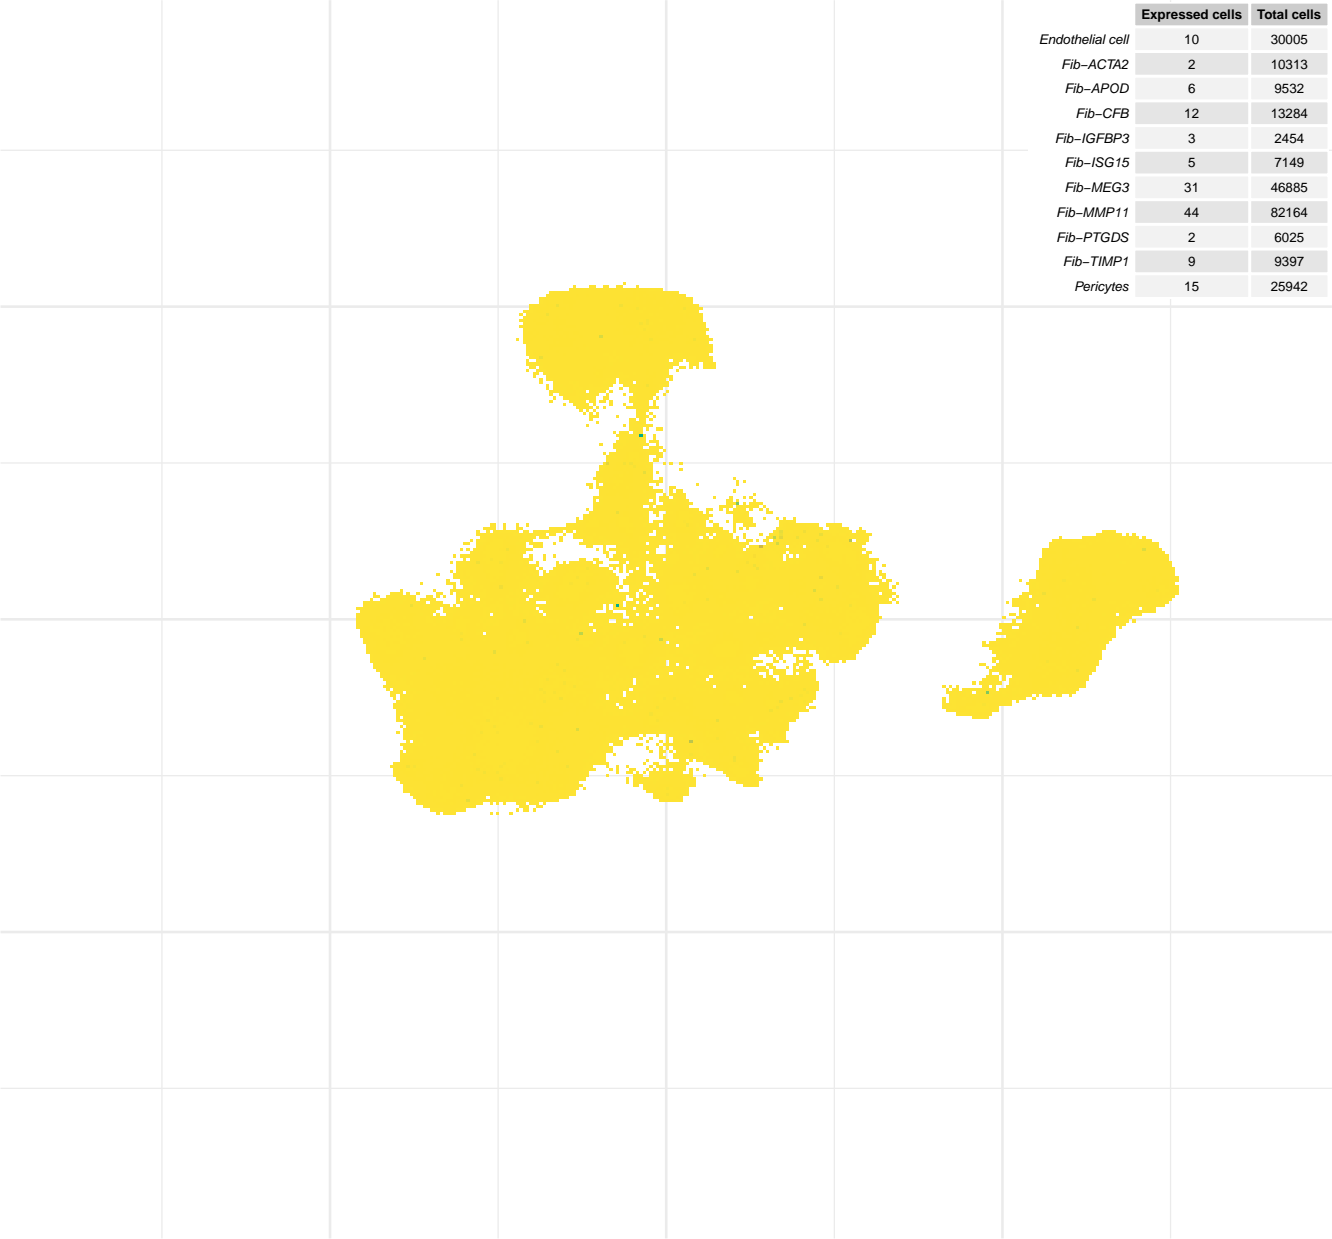 Expressed cells Total cells
Endothelial cell 10 30005
Fib−ACTA2 2 10313
Fib−APOD 6 9532
Fib−CFB 12 13284
Fib−IGFBP3 3 2454
Fib−ISG15 5 7149
Fib−MEG3 31 46885
Fib−MMP11 44 82164
Fib−PTGDS 2 6025
Fib−TIMP1 9 9397
Pericytes 15 25942